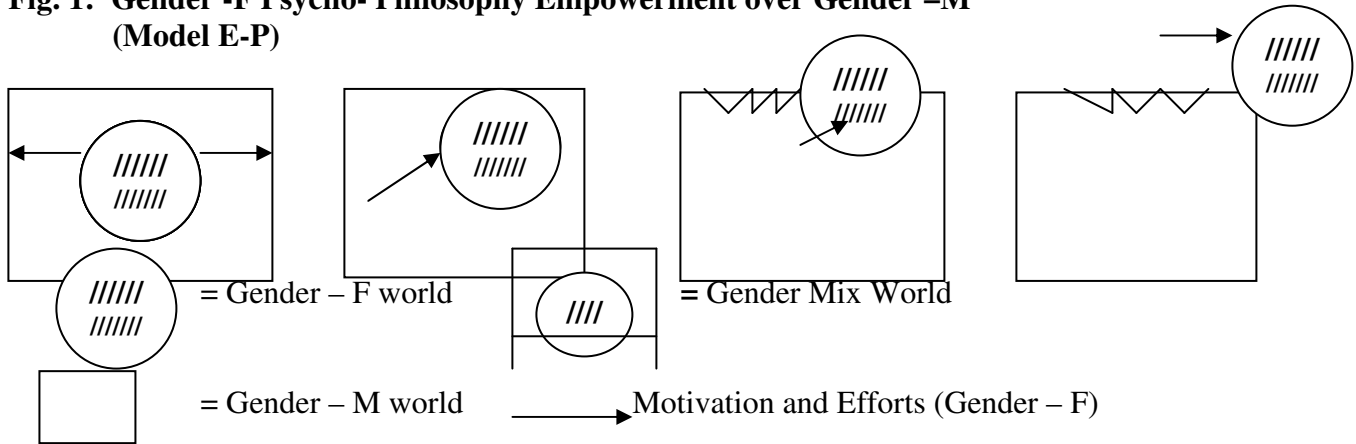 Fig. 1: Gender -F Psycho- Philosophy Empowerment over Gender –M
(Model E-P)
= Gender – F world
= Gender Mix World
= Gender – M world
Motivation and Efforts (Gender – F)